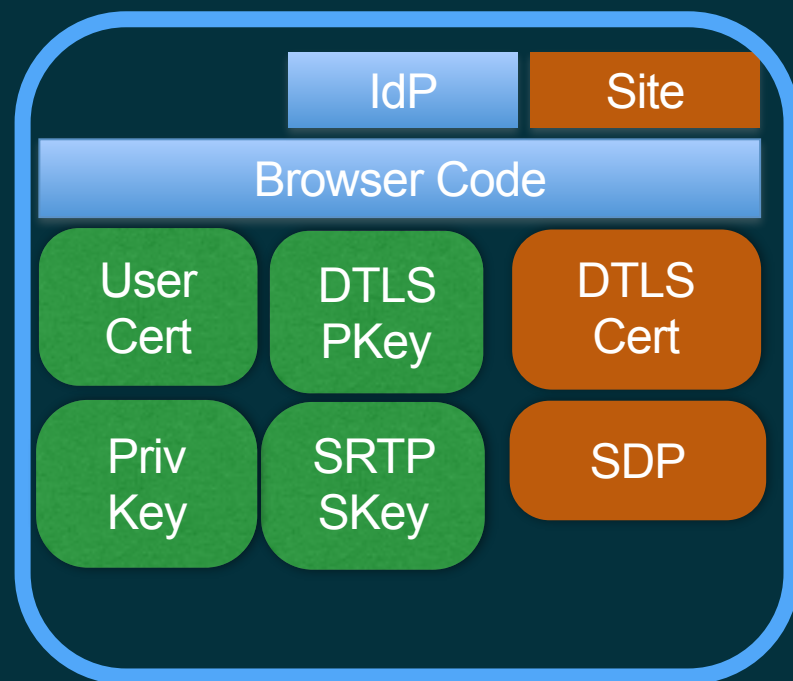 IdP
Site
Browser Code
User
Cert
DTLS
PKey
DTLS
Cert
Priv
Key
SRTP
SKey
SDP